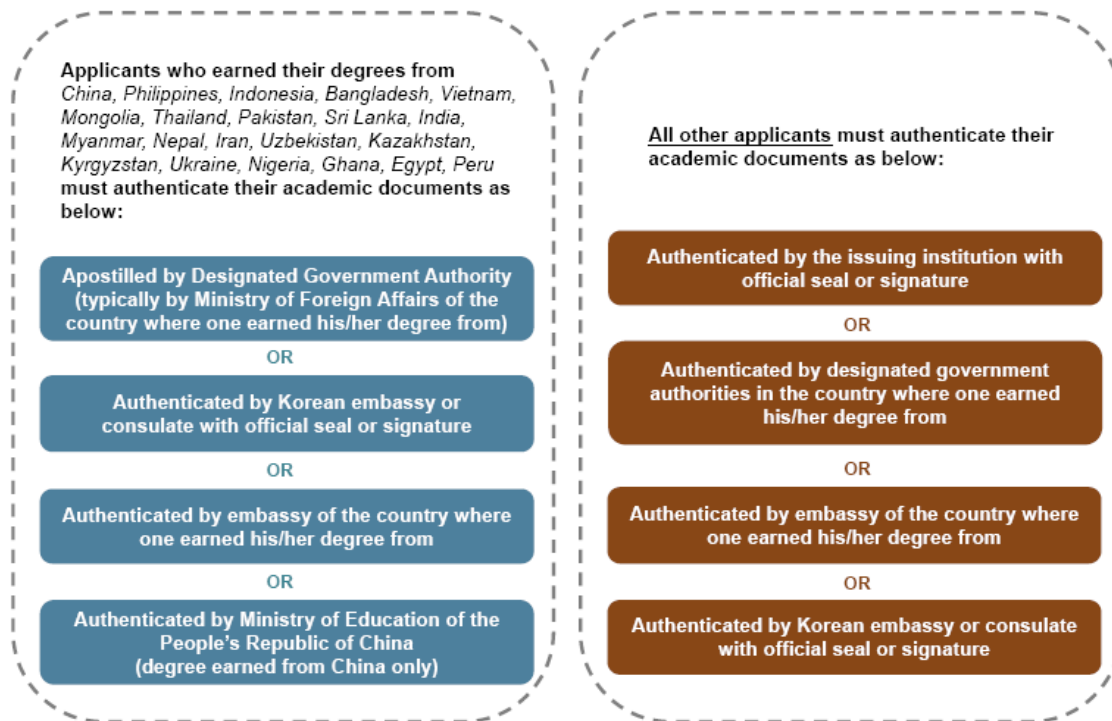 Applicants who earned their degrees from
China, Philippines, Indonesia, Bangladesh, Vietnam,
Mongolia, Thailand, Pakistan, Sri Lanka, India,
Myanmar, Nepal, Iran, Uzbekistan, Kazakhstan,
Kyrgyzstan, Ukraine, Nigeria, Ghana, Egypt, Peru
must authenticate their academic documents as
below:
Apostilled by Designated Government Authority
(typically by Ministry of Foreign Affairs of the
country where one earned his/her degree from)
OR
Authenticated by Korean embassy or
consulate with official seal or signature
OR
Authenticated by embassy of the country where
one earned his/her degree from
OR
Authenticated by Ministry of Education of the
People's Republic of China
(degree earned from China only)
All other applicants must authenticate their
academic documents as below:
Authenticated by the issuing institution with
official seal or signature
OR
Authenticated by designated government
authorities in the country where one earned
his/her degree from
OR
Authenticated by embassy of the country where
one earned his/her degree from
OR
Authenticated by Korean embassy or consulate
with official seal or signature